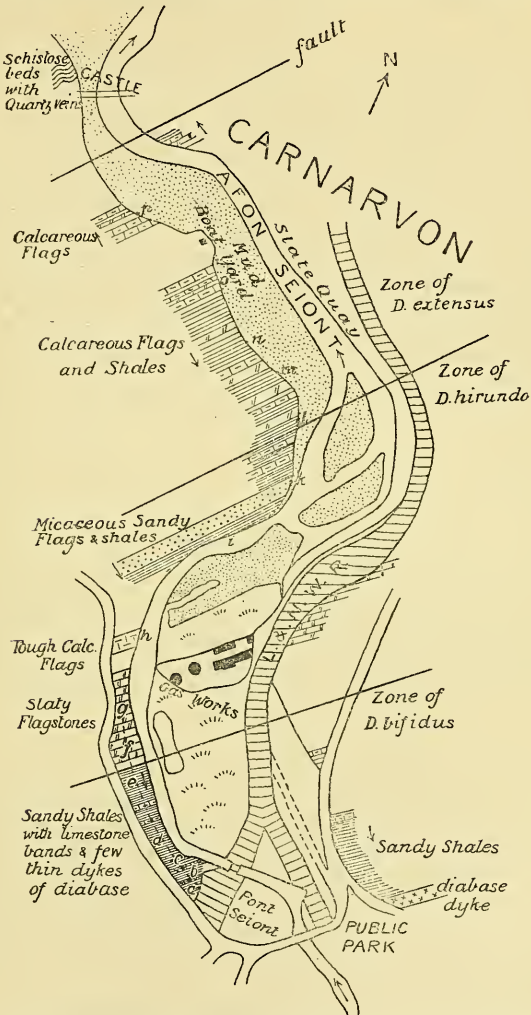 Schistose
beds
with
Quartz vein
CASTLE
fault
N
CARNARVON
AFON SEIONT
Slate Quay
Mud
Boat Yard
Calcareous
Flags
Zone of
D. extensus
Calcareous Flags
and Shales
Zone of
D. hirundo
Micaceous Sandy
Flags & shales
L & N W R
Tough Calc.
Flags
Gas Works
Slaty
Flagstones
Zone of
D. bifidus
Sandy Shales
with limestone
bands & few
thin dykes
of diabase
Sandy Shales
diabase
dyke
Pont
Seiont
PUBLIC
PARK
n
m
k
i
h
g
f
e
d
c
b
a